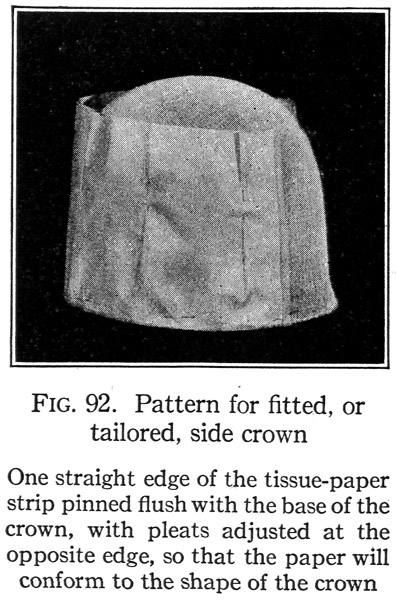 FIG. 92. Pattern for fitted, or
tailored, side crown
One straight edge of the tissue-paper
strip pinned flush with the base of the
crown, with pleats adjusted at the
opposite edge, so that the paper will
conform to the shape of the crown